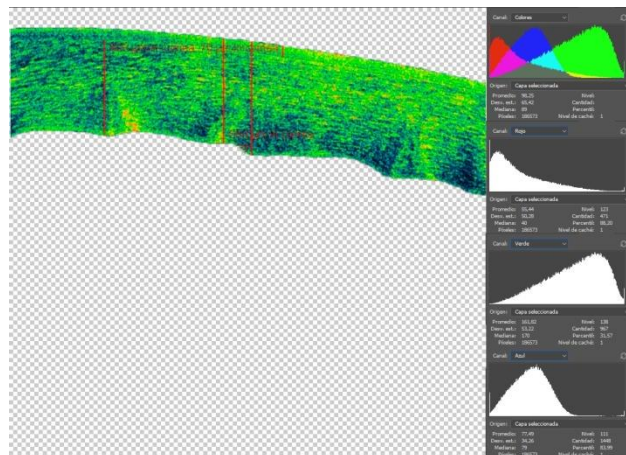 Canal: Colores
Origen: Capa seleccionada
Promedio: 98,25 Nivel:
Desv. est.: 65,42 Cantidad:
Mediana: 89 Percentil:
Píxeles: 186573 Nivel de caché: 1
Canal: Rojo
Origen: Capa seleccionada
Promedio: 55,44 Nivel: 123
Desv. est.: 50,38 Cantidad: 471
Mediana: 40 Percentil: 88,20
Píxeles: 186573 Nivel de caché: 1
Canal: Verde
Origen: Capa seleccionada
Promedio: 161,82 Nivel: 138
Desv. est.: 53,12 Cantidad: 967
Mediana: 170 Percentil: 31,57
Píxeles: 186573 Nivel de caché: 1
Canal: Azul
Origen: Capa seleccionada
Promedio: 77,49 Nivel: 111
Desv. est.: 34,26 Cantidad: 1448
Mediana: 79 Percentil: 83,99